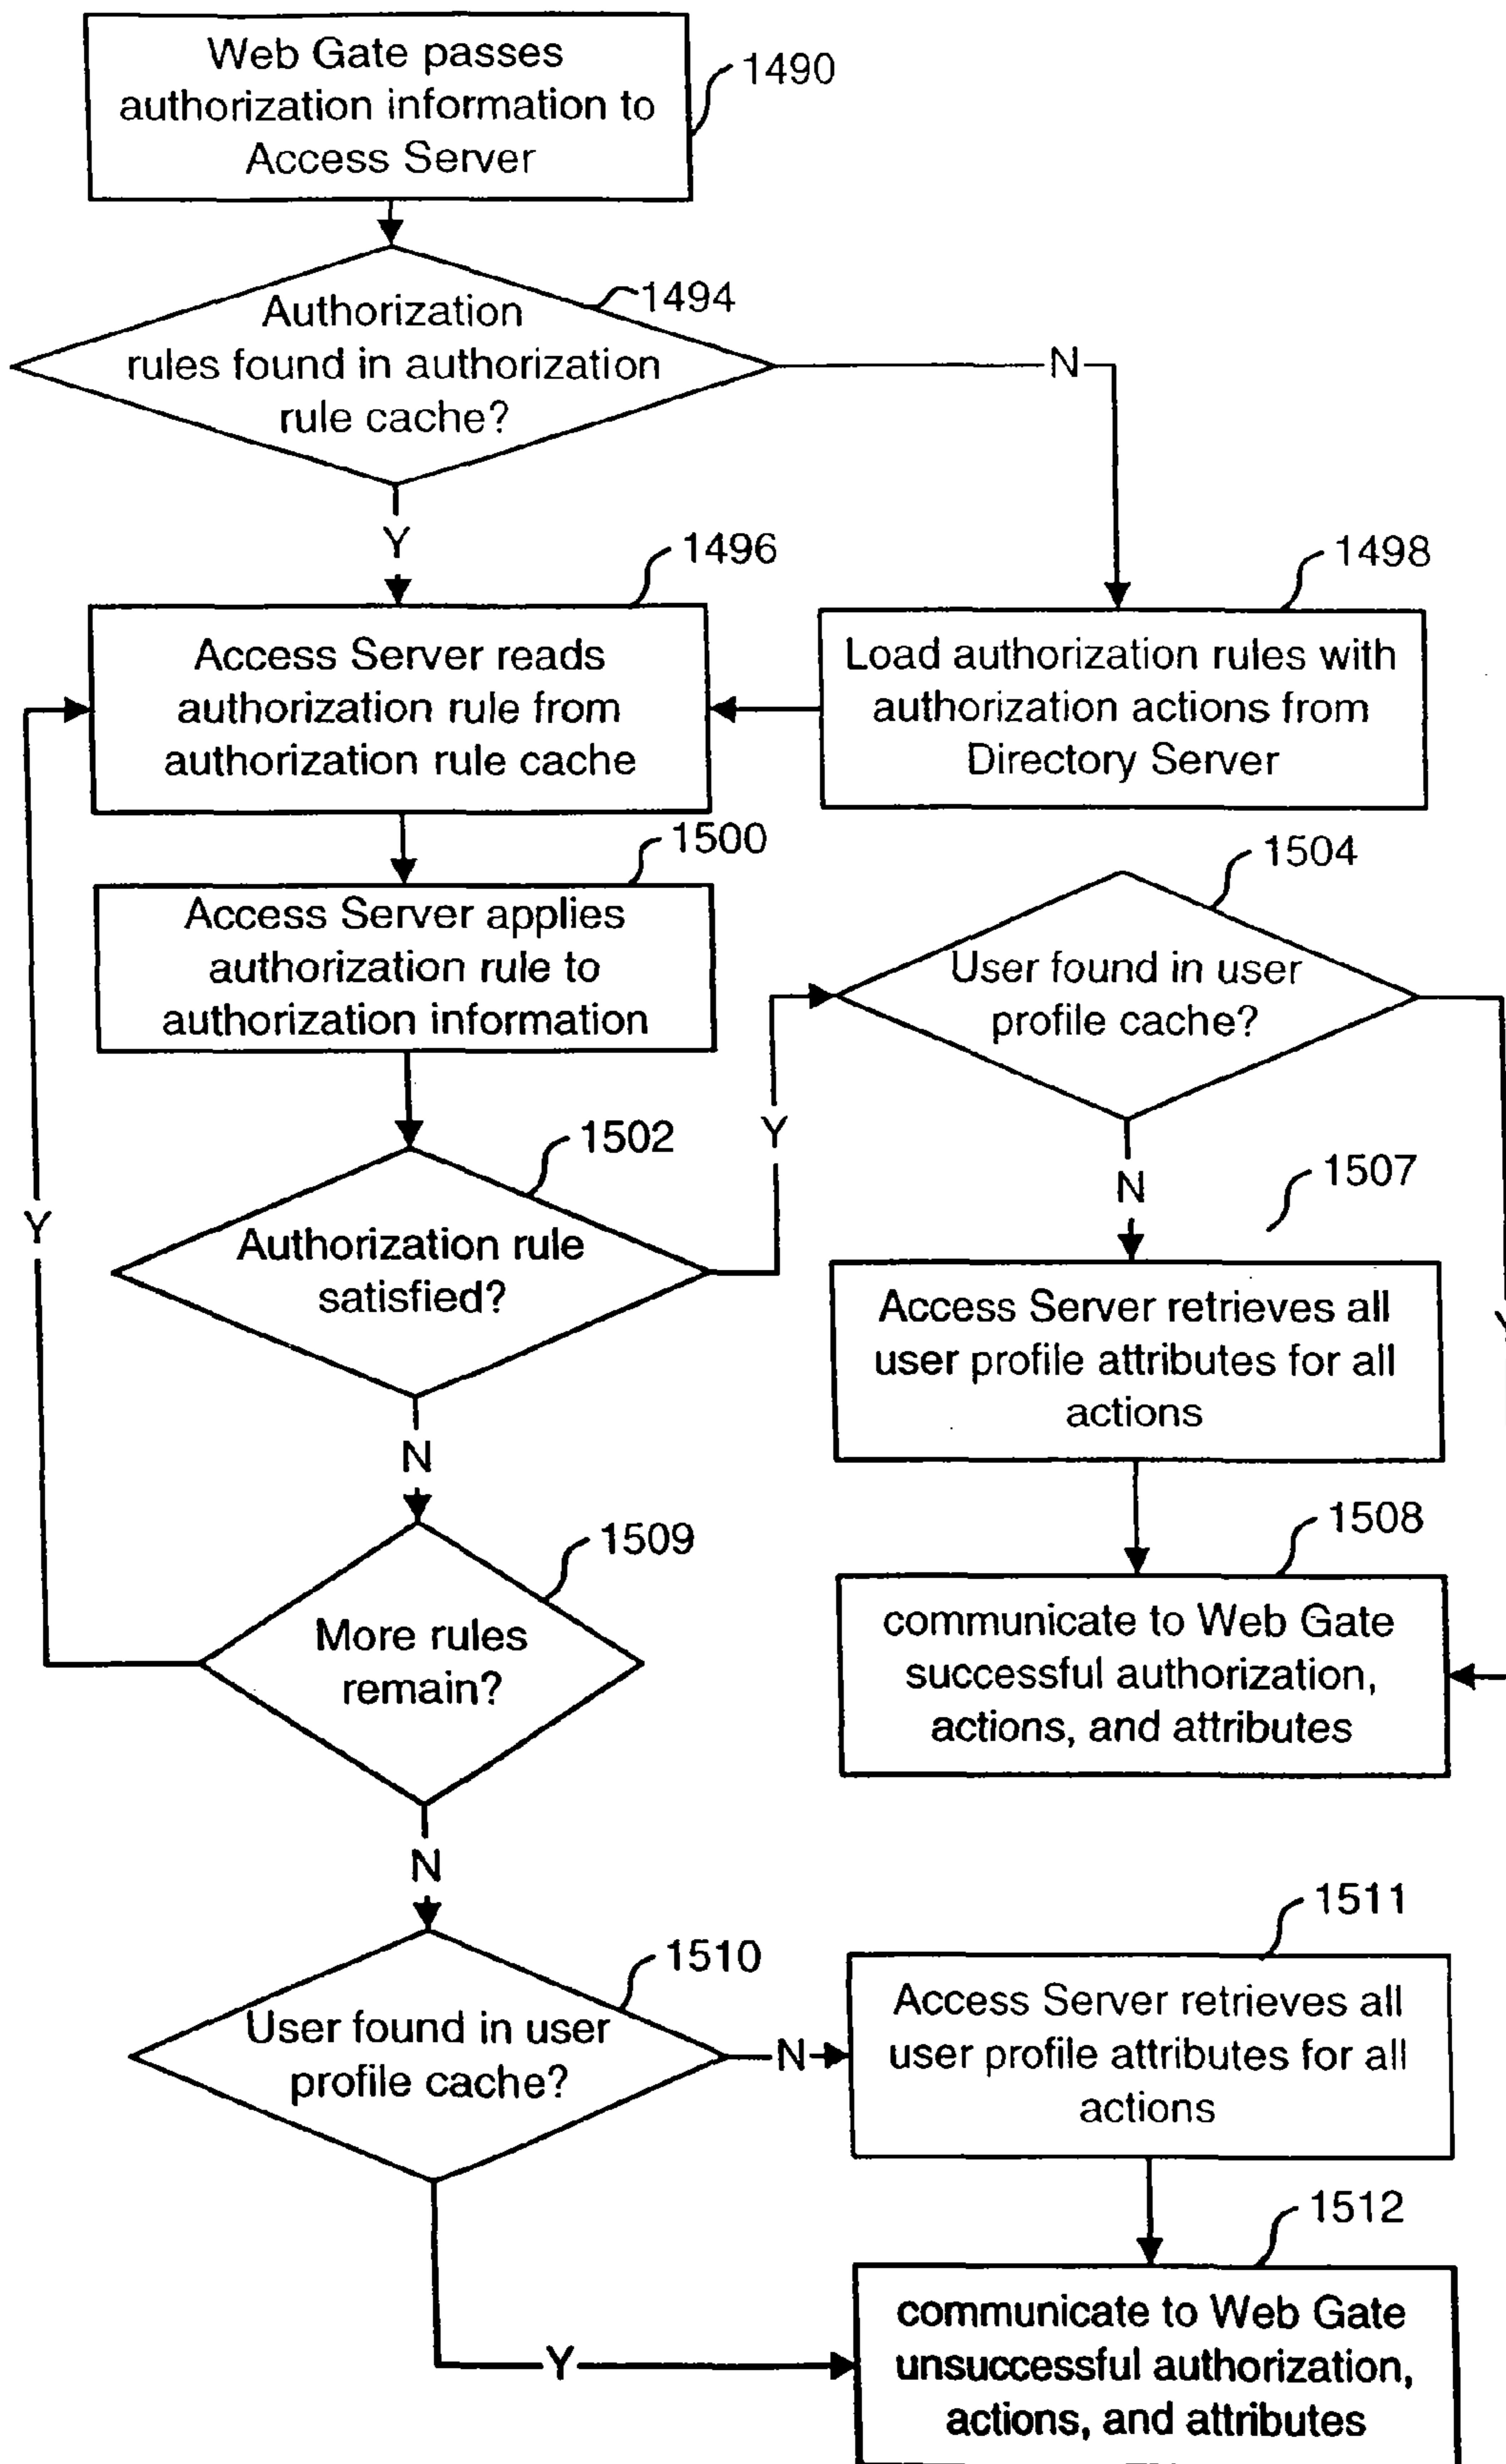 Web Gate passes
authorization information to
Access Server
1490
Authorization
rules found in authorization
rule cache?
1494
N
Y
1496
Access Server reads
authorization rule from
authorization rule cache
1498
Load authorization rules with
authorization actions from
Directory Server
1500
Access Server applies
authorization rule to
authorization information
1504
User found in user
profile cache?
Y
1502
Authorization rule
satisfied?
Y
N
1507
Access Server retrieves all
user profile attributes for all
actions
Y
N
1509
More rules
remain?
1508
communicate to Web Gate
successful authorization,
actions, and attributes
N
1510
User found in user
profile cache?
N
1511
Access Server retrieves all
user profile attributes for all
actions
Y
1512
communicate to Web Gate
unsuccessful authorization,
actions, and attributes